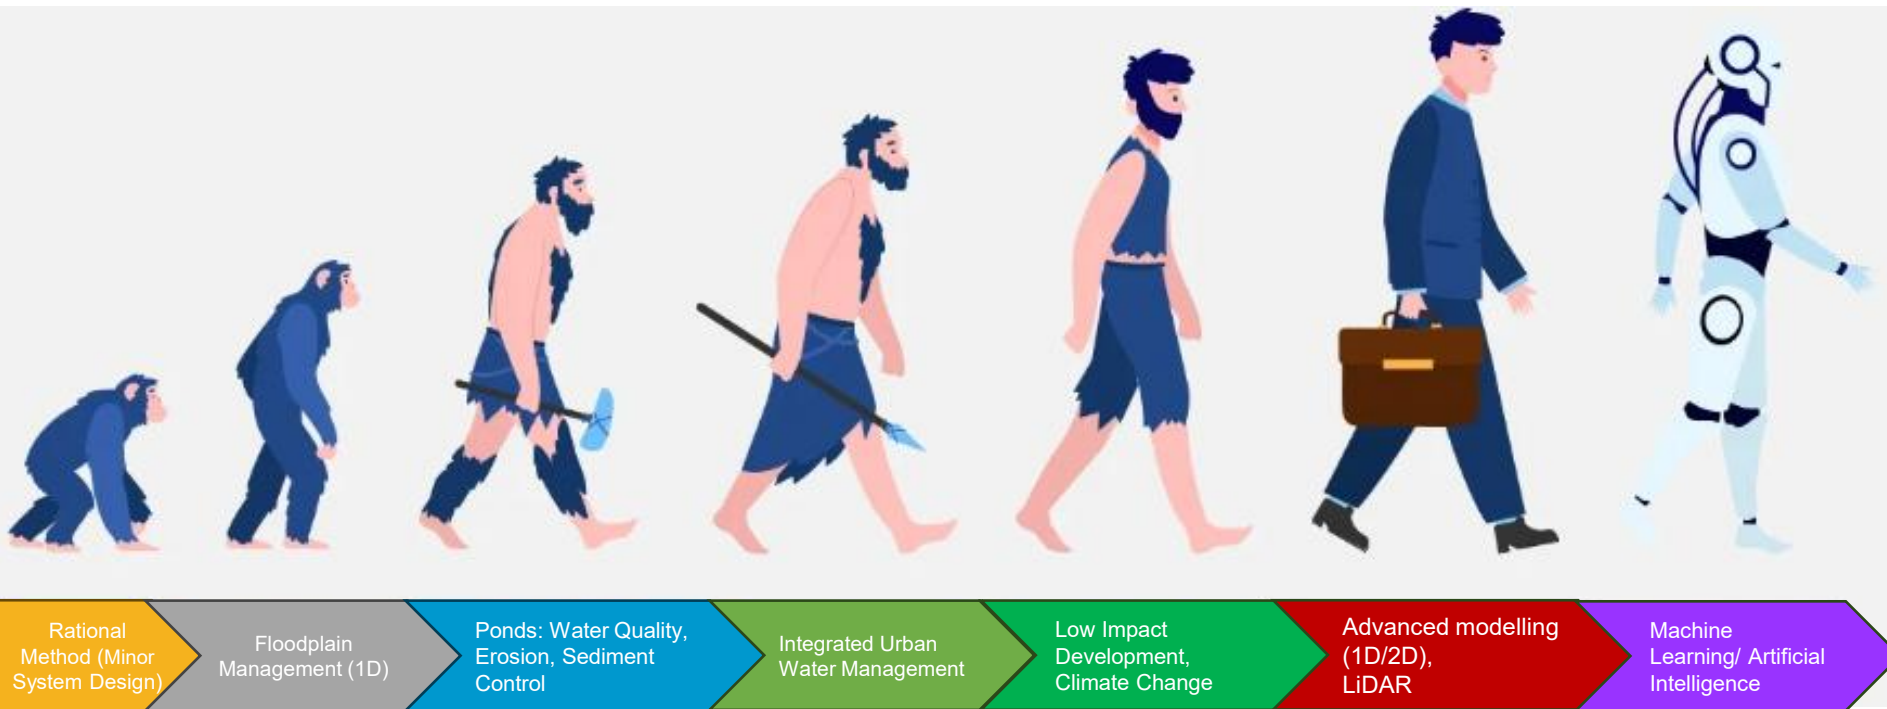 Rational
Method (Minor
System Design)
Floodplain
Management (1D)
Ponds: Water Quality,
Erosion, Sediment
Control
Integrated Urban
Water Management
Low Impact
Development,
Climate Change
Advanced modelling
(1D/2D),
LiDAR
Machine
Learning/ Artificial
Intelligence